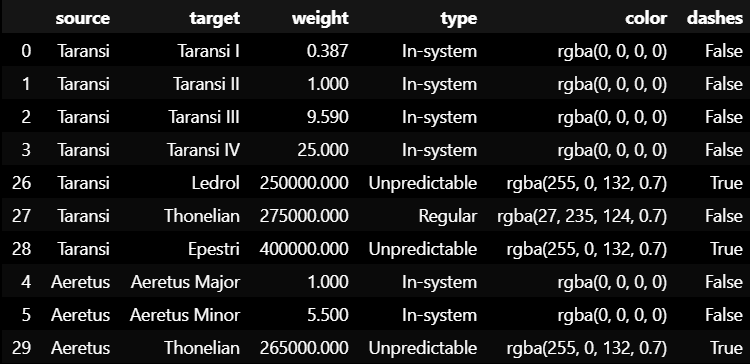 source target weight type color dashes
0 Taransi Taransi I 0.387 In-system rgba(0, 0, 0, 0) False
1 Taransi Taransi II 1.000 In-system rgba(0, 0, 0, 0) False
2 Taransi Taransi III 9.590 In-system rgba(0, 0, 0, 0) False
3 Taransi Taransi IV 25.000 In-system rgba(0, 0, 0, 0) False
26 Taransi Ledrol 250000.000 Unpredictable rgba(255, 0, 132, 0.7) True
27 Taransi Thonelian 275000.000 Regular rgba(27, 235, 124, 0.7) False
28 Taransi Epestri 400000.000 Unpredictable rgba(255, 0, 132, 0.7) True
4 Aeretus Aeretus Major 1.000 In-system rgba(0, 0, 0, 0) False
5 Aeretus Aeretus Minor 5.500 In-system rgba(0, 0, 0, 0) False
29 Aeretus Thonelian 265000.000 Unpredictable rgba(255, 0, 132, 0.7) True